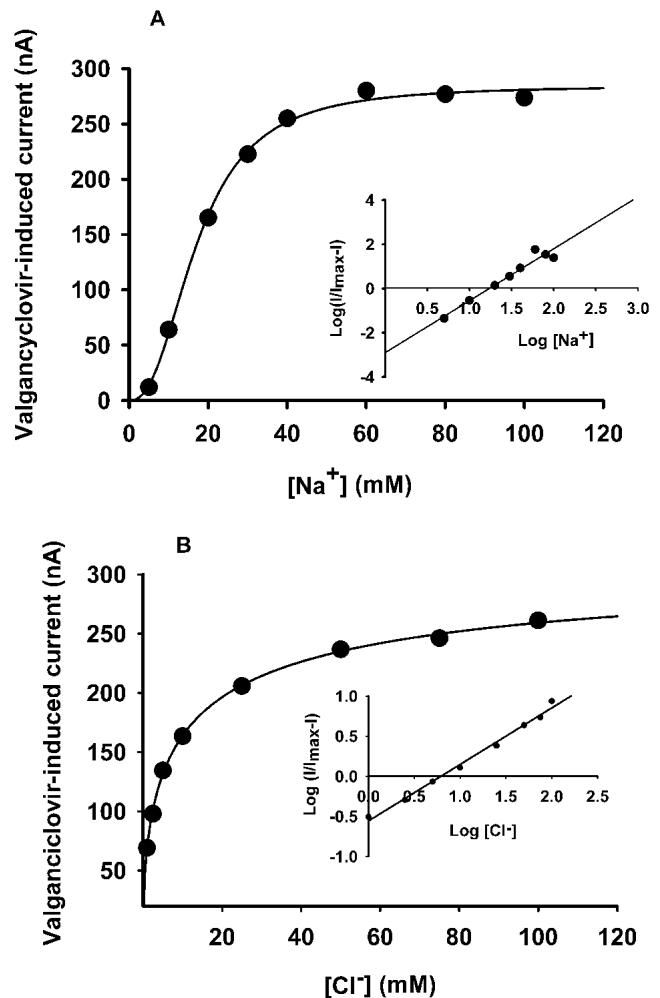 A
Valgancyclovir-induced current (nA)
300
250
200
150
100
50
0
0 20 40 60 80 100 120
[Na+] (mM)
Log(I/Imax-I)
4
2
0
-2
-4
0.5 1.0 1.5 2.0 2.5 3.0
Log [Na+]
B
Valganciclovir-induced current (nA)
300
250
200
150
100
50
20 40 60 80 100 120
[Cl-] (mM)
Log (I/Imax-I)
1.0
0.5
0.0
-0.5
-1.0
0.0 0.5 1.0 1.5 2.0 2.5
Log [Cl-]